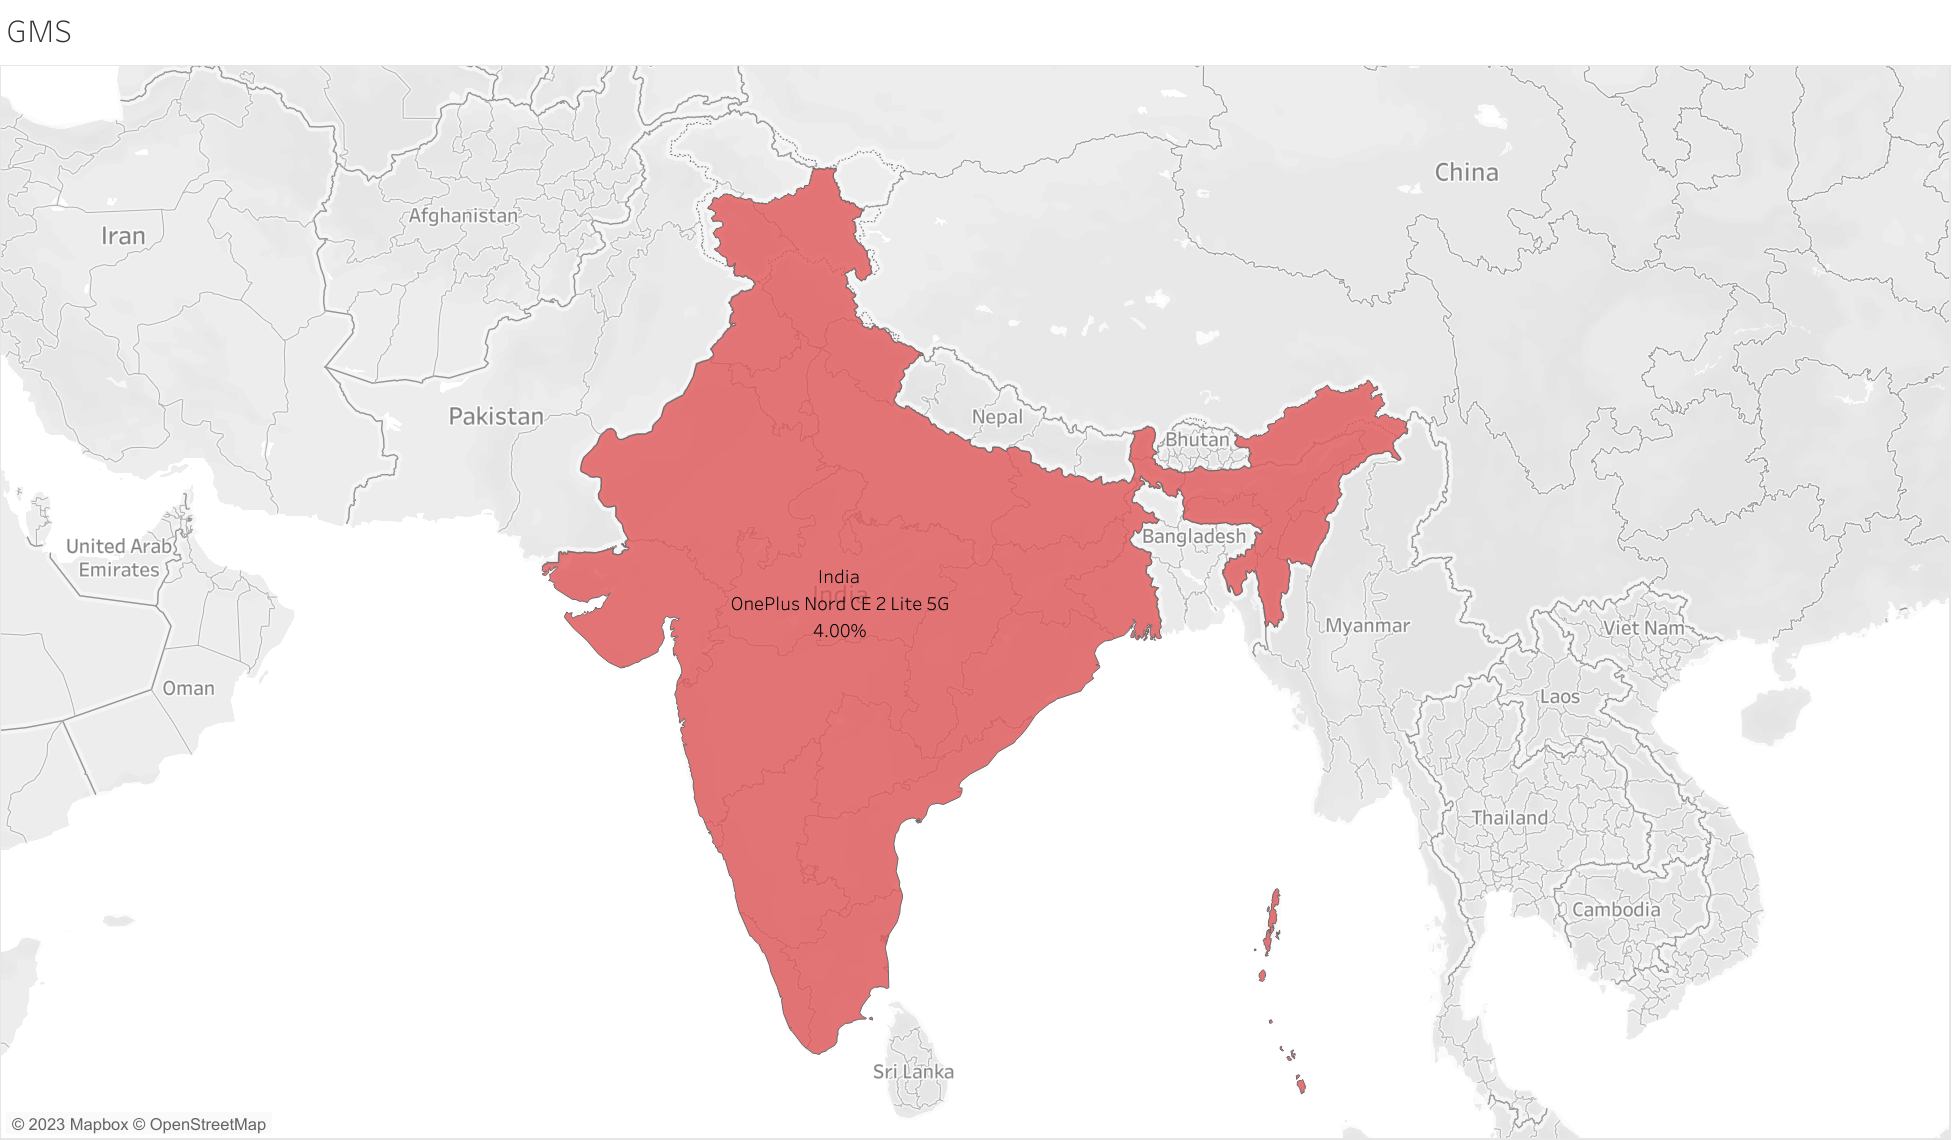 GMS
China
Afghanistan
Iran
Pakistan
Nepal
Bhutan
Bangladesh
United Arab
Emirates
India
India
OnePlus Nord CE 2 Lite 5G
4.00%
Myanmar
Viet Nam
Oman
Laos
Thailand
Cambodia
Sri Lanka
© 2023 Mapbox © OpenStreetMap